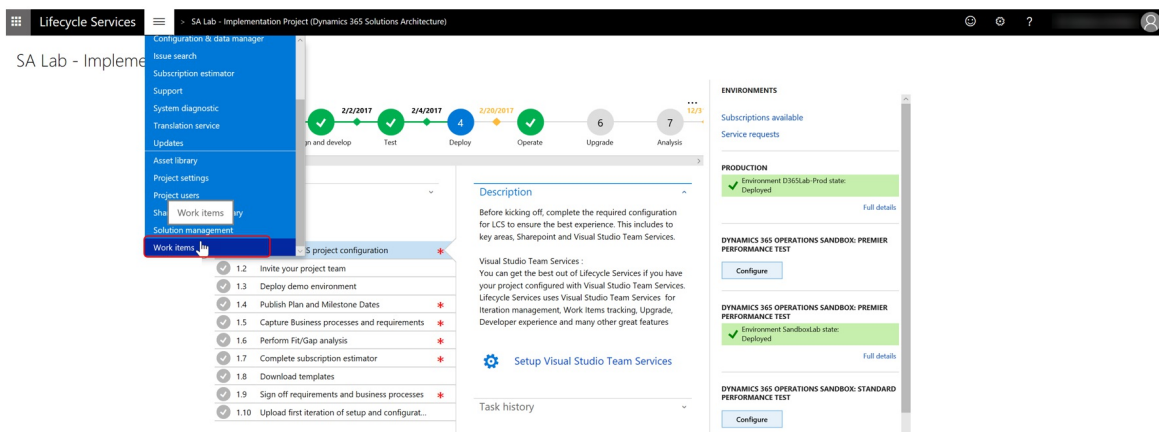 Lifecycle Services
> SA Lab - Implementation Project (Dynamics 365 Solutions Architecture)
?
SA Lab - Impleme
Configuration & data manager
Issue search
Subscription estimator
Support
System diagnostic
Translation service
Updates
Asset library
Project settings
Project users
Work items
Solution management
Work items
2/2/2017
2/4/2017
2/28/2017
12/3
4
6
7
gn and develop
Test
Deploy
Operate
Upgrade
Analysis
S project configuration *
1.2 Invite your project team
1.3 Deploy demo environment
1.4 Publish Plan and Milestone Dates *
1.5 Capture Business processes and requirements *
1.6 Perform Fit/Gap analysis *
1.7 Complete subscription estimator *
1.8 Download templates
1.9 Sign off requirements and business processes *
1.10 Upload first iteration of setup and configurat...
Description
Before kicking off, complete the required configuration
for LCS to ensure the best experience. This includes to
key areas, Sharepoint and Visual Studio Team Services.
Visual Studio Team Services :
You can get the best out of Lifecycle Services if you have
your project configured with Visual Studio Team Services.
Lifecycle Services uses Visual Studio Team Services for
Iteration management, Work Items tracking, Upgrade,
Developer experience and many other great features
Setup Visual Studio Team Services
Task history
ENVIRONMENTS
Subscriptions available
Service requests
PRODUCTION
Environment D365Lab-Prod state:
Deployed
Full details
DYNAMICS 365 OPERATIONS SANDBOX: PREMIER
PERFORMANCE TEST
Configure
DYNAMICS 365 OPERATIONS SANDBOX: PREMIER
PERFORMANCE TEST
Environment SandboxLab state:
Deployed
Full details
DYNAMICS 365 OPERATIONS SANDBOX: STANDARD
PERFORMANCE TEST
Configure